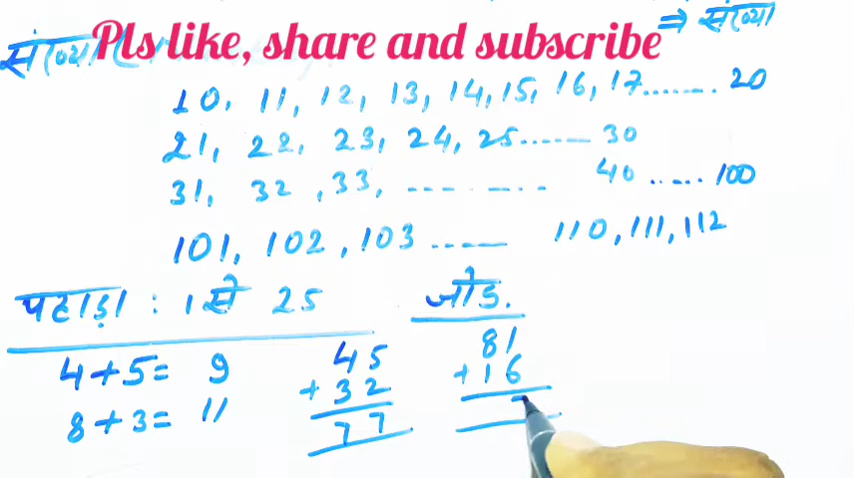 Pls like, share and subscribe
संख्या ⇒ संख्या
10, 11, 12, 13, 14, 15, 16, 17....... 20
21, 22, 23, 24, 25...... 30
31, 32, 33, ......... 40 ..... 100
101, 102, 103 ...... 110, 111, 112
पहाड़ा : 1 से 25
जोड़.
4+5= 9
8+3= 11
45
+32
77
81
+16